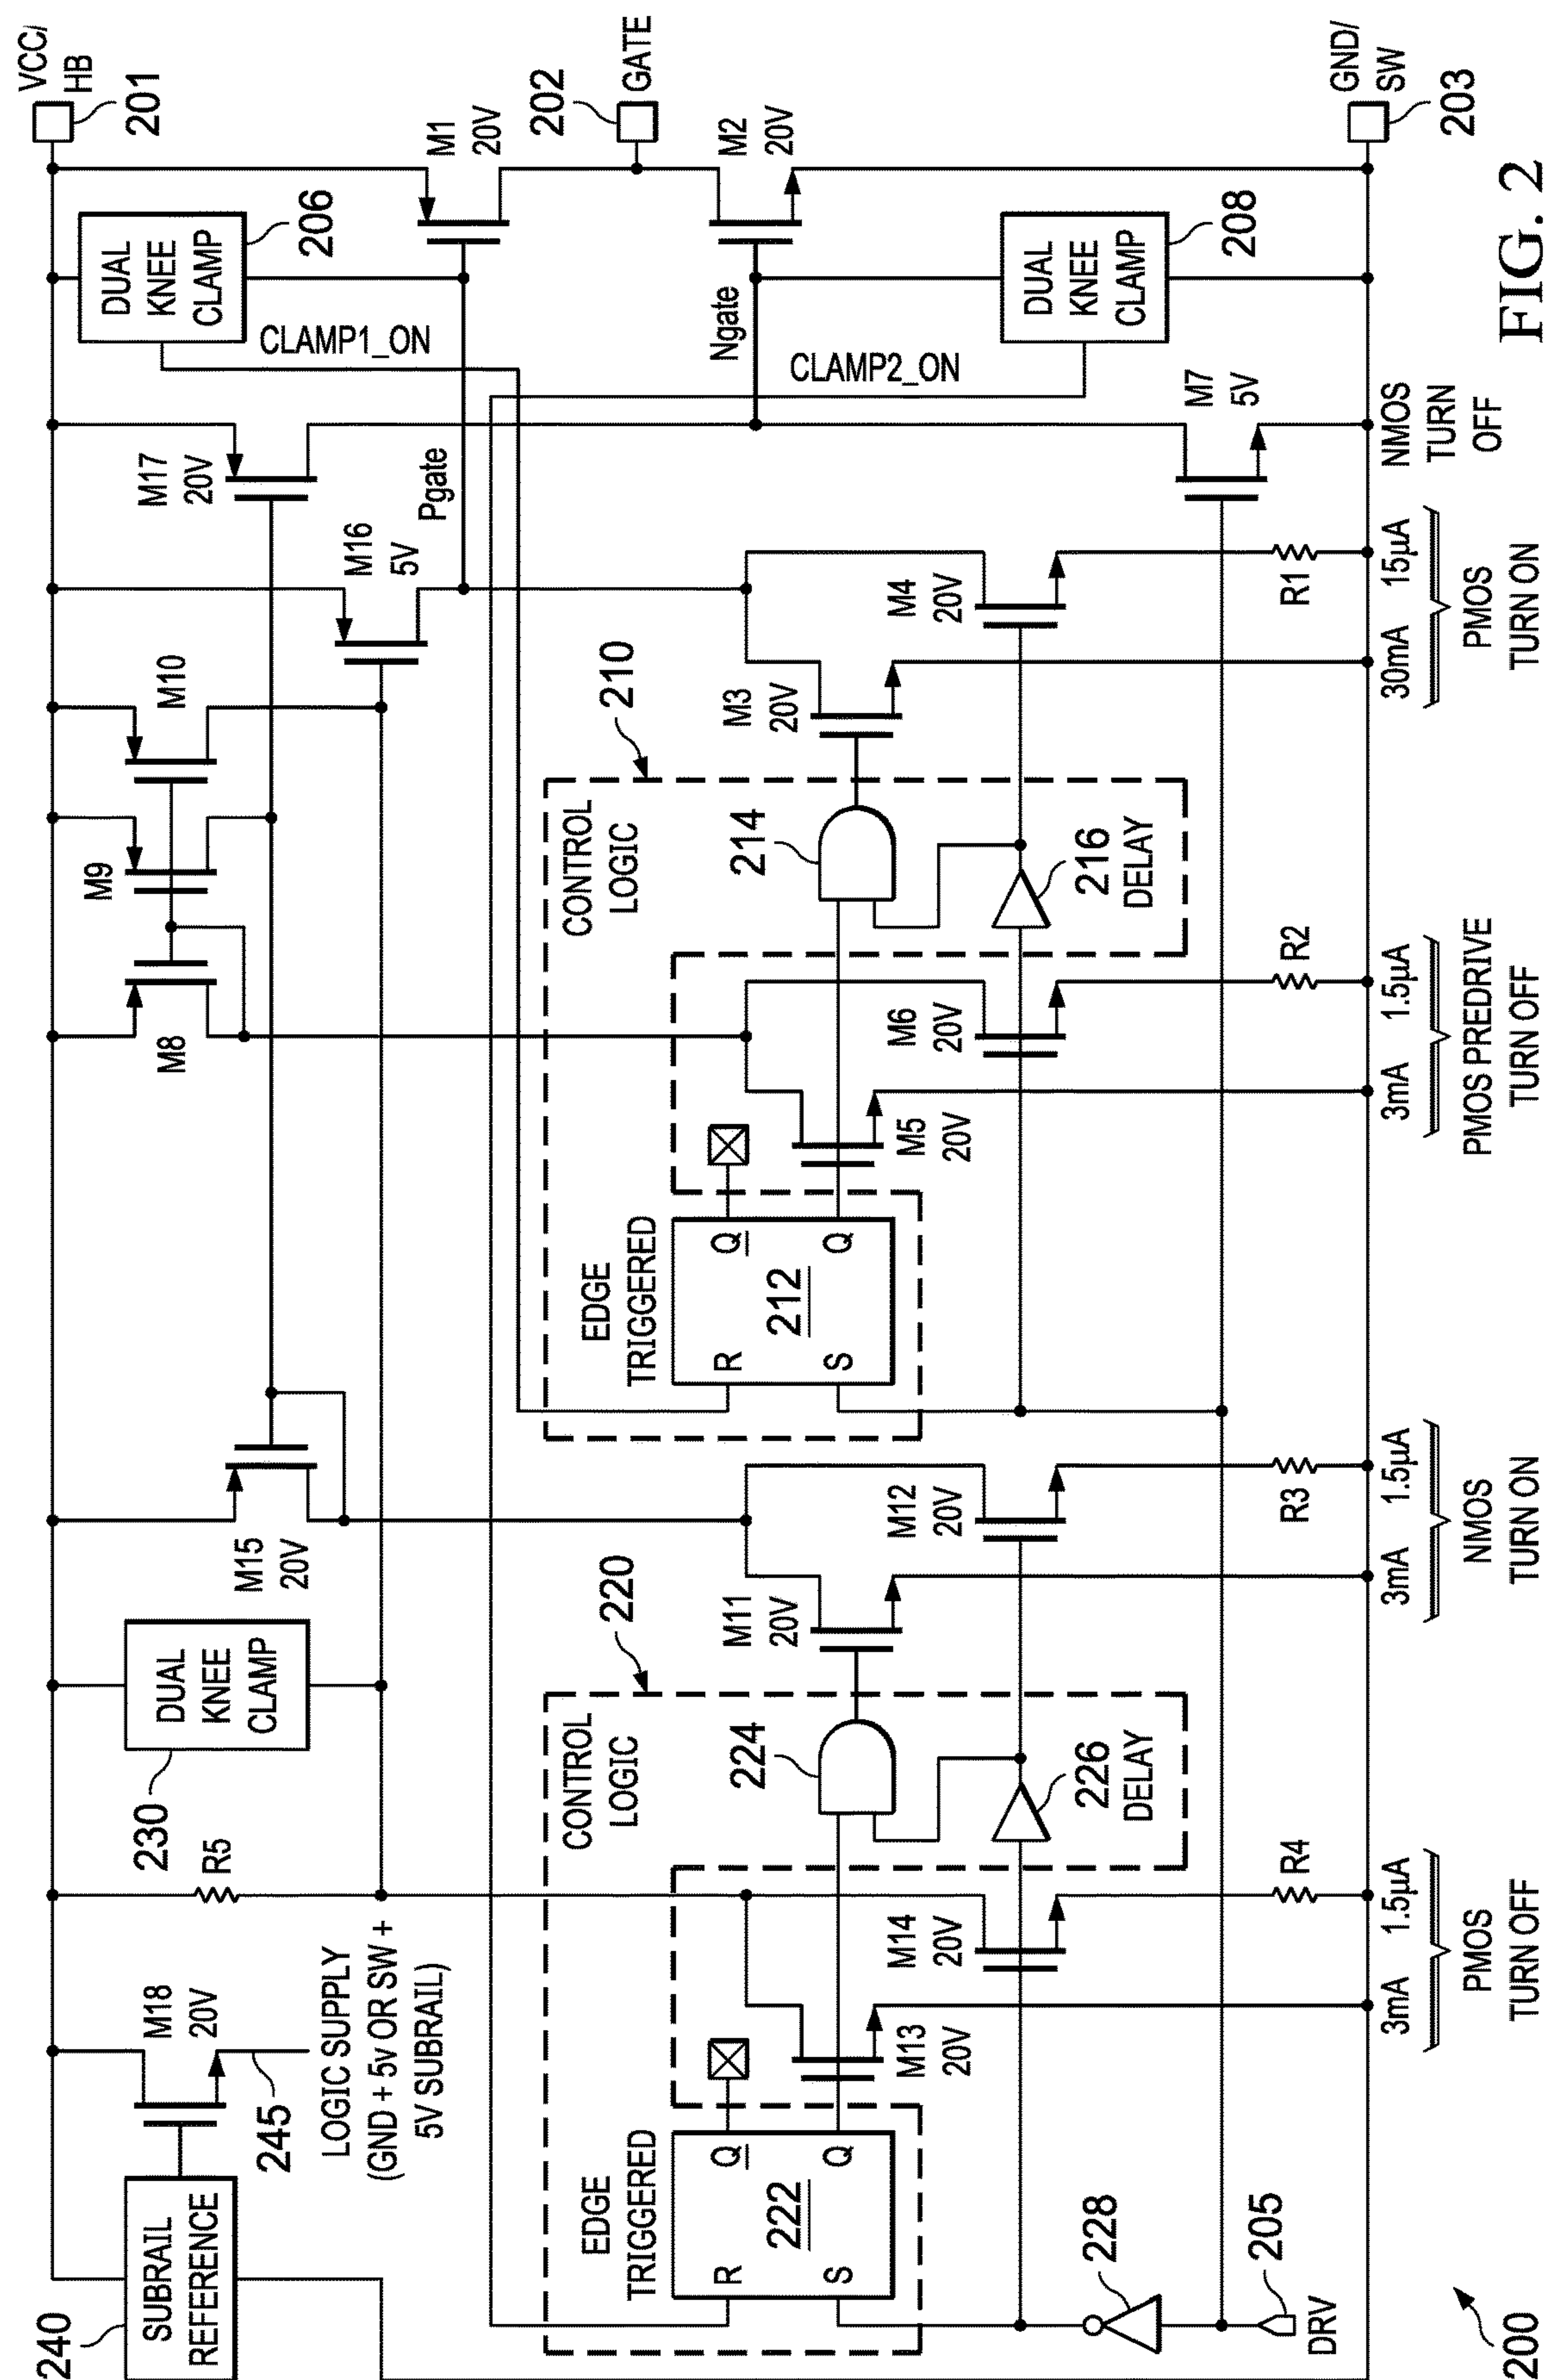 VCC/
HB
201
GATE
202
GND/
SW
203
FIG. 2
M1
20V
M2
20V
DUAL
KNEE
CLAMP
206
DUAL
KNEE
CLAMP
208
CLAMP1_ON
CLAMP2_ON
Ngate
Pgate
M17
20V
M7
5V
NMOS
TURN
OFF
M16
5V
M10
M9
M8
M4
20V
M3
20V
R1
15µA
30mA
PMOS
TURN ON
210
CONTROL
LOGIC
214
216
DELAY
M6
20V
M5
20V
R2
1.5µA
3mA
PMOS PREDRIVE
TURN OFF
EDGE
TRIGGERED
212
Q
Q
R
S
M15
20V
M12
20V
M11
20V
R3
1.5µA
3mA
NMOS
TURN ON
DUAL
KNEE
CLAMP
230
R5
220
CONTROL
LOGIC
224
226
DELAY
M14
20V
M13
20V
R4
1.5µA
3mA
PMOS
TURN OFF
M18
20V
245
LOGIC SUPPLY
(GND + 5v OR SW +
5V SUBRAIL)
SUBRAIL
REFERENCE
240
EDGE
TRIGGERED
222
Q
Q
R
S
228
205
DRV
200